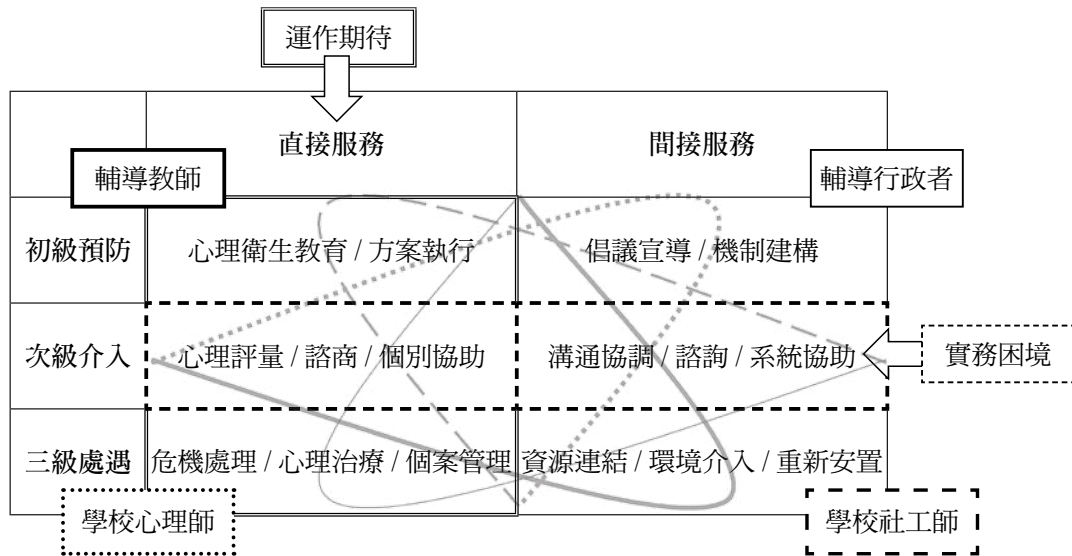 運作期待
直接服務
間接服務
輔導教師
輔導行政者
初級預防
心理衛生教育 / 方案執行
倡議宣導 / 機制建構
次級介入
心理評量 / 諮商 / 個別協助
溝通協調 / 諮詢 / 系統協助
實務困境
三級處遇
危機處理 / 心理治療 / 個案管理
資源連結 / 環境介入 / 重新安置
學校心理師
學校社工師